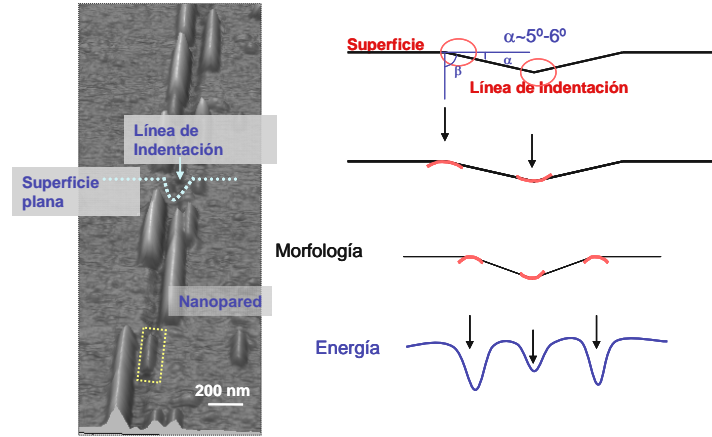 Línea de
Indentación
Superficie
plana
Nanopared
200 nm
Superficie
α~5º-6º
α
β
Línea de Indentación
Morfología
Energía